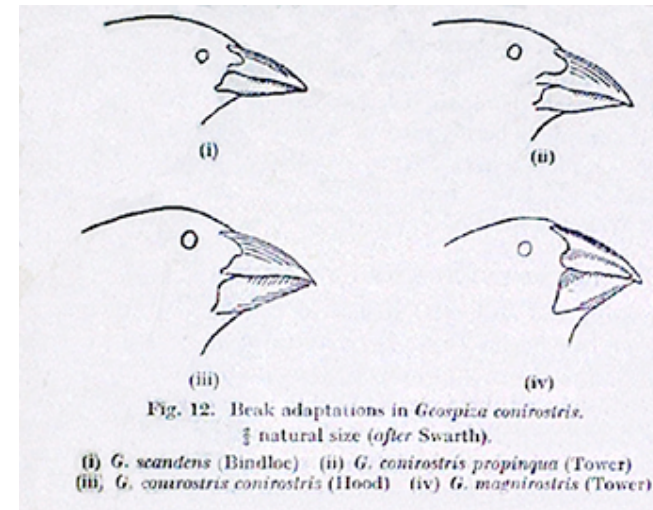 (i)
(ii)
(iii)
(iv)
Fig. 12. Beak adaptations in Geospiza conirostris.
natural size (after Swarth).
(i) G. scandens (Bindloe) (ii) G. conirostris propinqua (Tower)
(iii) G. conirostris conirostris (Hood) (iv) G. magnirostris (Tower)